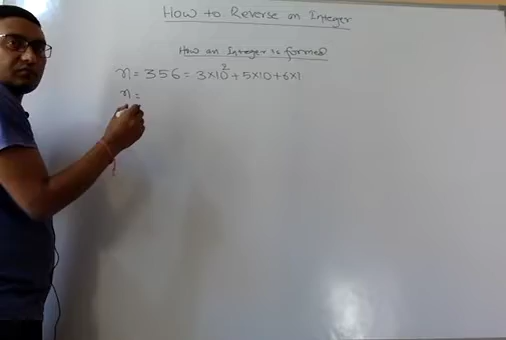 How to Reverse an Integer
How an Integer is formed
n = 356 = 3×10² + 5×10 + 6×1
n =